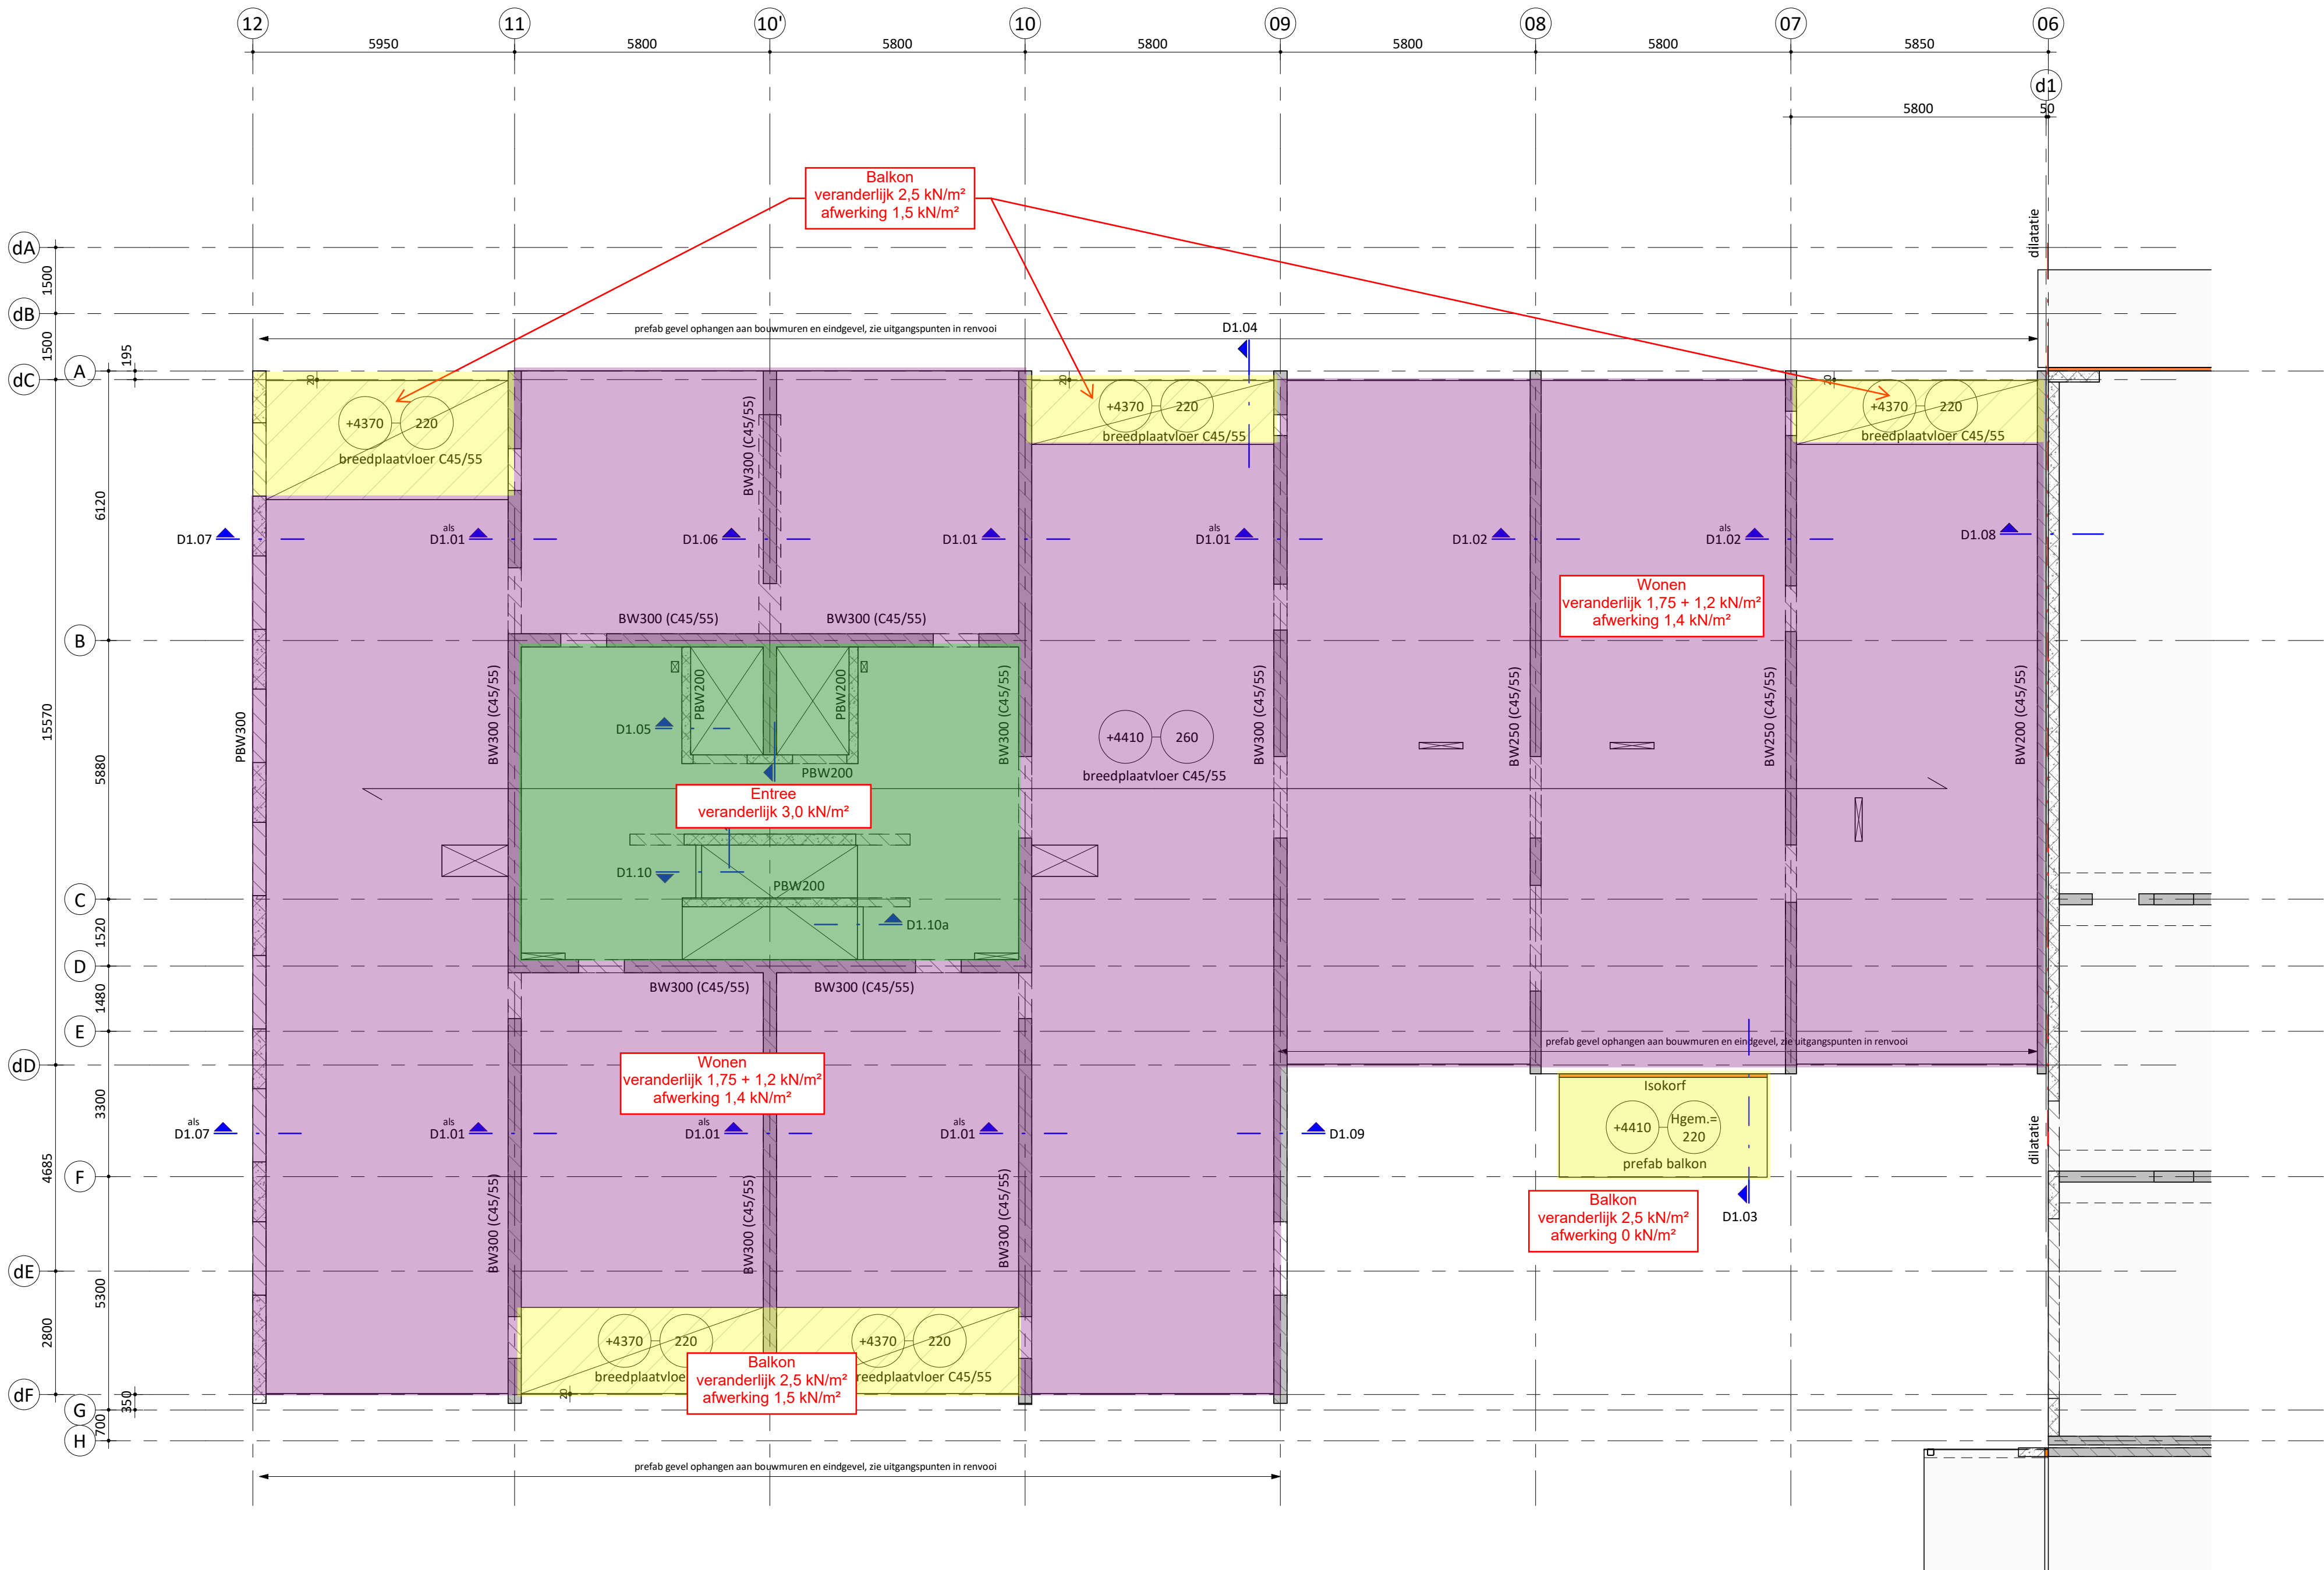 12
11
10'
10
09
08
07
06
5950
5800
5800
5800
5800
5800
5850
d1
5800
50
Balkon
veranderlijk 2,5 kN/m²
afwerking 1,5 kN/m²
dilatatie
dA
1500
dB
1500
195
A
dC
prefab gevel ophangen aan bouwmuren en eindgevel, zie uitgangspunten in renvooi
D1.04
20
20
20
+4370
220
breedplaatvloer C45/55
+4370
220
breedplaatvloer C45/55
+4370
220
breedplaatvloer C45/55
BW300 (C45/55)
6120
D1.07
als
D1.01
D1.06
D1.01
als
D1.01
D1.02
als
D1.02
D1.08
Wonen
veranderlijk 1,75 + 1,2 kN/m²
afwerking 1,4 kN/m²
BW300 (C45/55)
BW300 (C45/55)
B
15570
5880
PBW300
BW300 (C45/55)
PBW200
PBW200
BW300 (C45/55)
BW300 (C45/55)
BW250 (C45/55)
BW250 (C45/55)
BW200 (C45/55)
D1.05
+4410
260
breedplaatvloer C45/55
PBW200
Entree
veranderlijk 3,0 kN/m²
D1.10
PBW200
C
1520
D1.10a
D
1480
BW300 (C45/55)
BW300 (C45/55)
E
dD
prefab gevel ophangen aan bouwmuren en eindgevel, zie uitgangspunten in renvooi
Wonen
veranderlijk 1,75 + 1,2 kN/m²
afwerking 1,4 kN/m²
3300
4685
Isokorf
+4410
Hgem.=
220
prefab balkon
als
D1.07
als
D1.01
als
D1.01
als
D1.01
D1.09
dilatatie
F
BW300 (C45/55)
BW300 (C45/55)
BW300 (C45/55)
Balkon
veranderlijk 2,5 kN/m²
afwerking 0 kN/m²
D1.03
dE
5300
2800
+4370
220
breedplaatvloe
+4370
220
reedplaatvloer C45/55
Balkon
veranderlijk 2,5 kN/m²
afwerking 1,5 kN/m²
20
dF
350
G
700
H
prefab gevel ophangen aan bouwmuren en eindgevel, zie uitgangspunten in renvooi